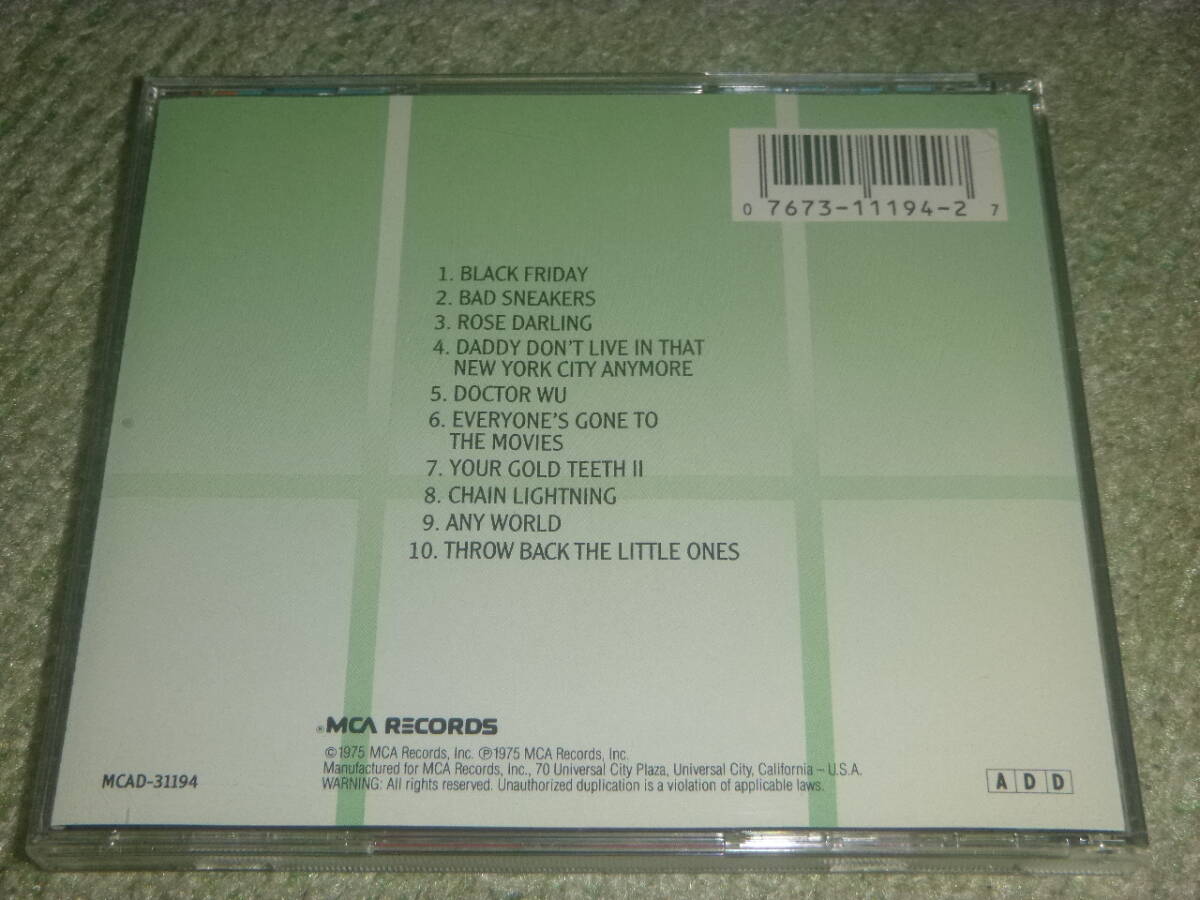 0 7673-11194-2 7
1. BLACK FRIDAY
2. BAD SNEAKERS
3. ROSE DARLING
4. DADDY DON'T LIVE IN THAT
NEW YORK CITY ANYMORE
5. DOCTOR WU
6. EVERYONE'S GONE TO
THE MOVIES
7. YOUR GOLD TEETH II
8. CHAIN LIGHTNING
9. ANY WORLD
10. THROW BACK THE LITTLE ONES
®MCA RECORDS
©1975 MCA Records, Inc. ℗1975 MCA Records, Inc.
Manufactured for MCA Records, Inc., 70 Universal City Plaza, Universal City, California – U.S.A.
WARNING: All rights reserved. Unauthorized duplication is a violation of applicable laws.
MCAD-31194
A D D